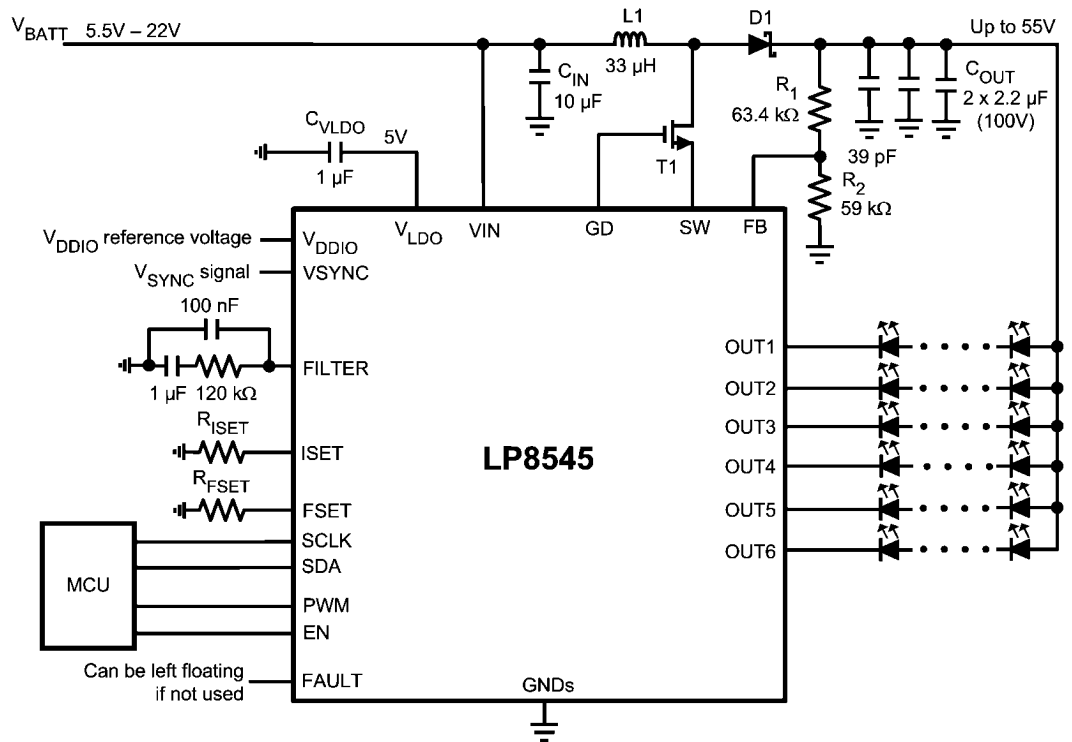 VBATT 5.5V – 22V
L1
33 µH
D1
Up to 55V
CIN
10 µF
R1
63.4 kΩ
COUT
2 x 2.2 µF
(100V)
39 pF
CVLDO
5V
1 µF
T1
R2
59 kΩ
VLDO
VIN
GD
SW
FB
VDDIO reference voltage
VDDIO
VSYNC signal
VSYNC
100 nF
FILTER
1 µF 120 kΩ
RISET
ISET
RFSET
FSET
SCLK
SDA
MCU
PWM
EN
Can be left floating
if not used
FAULT
LP8545
OUT1
OUT2
OUT3
OUT4
OUT5
OUT6
GNDs